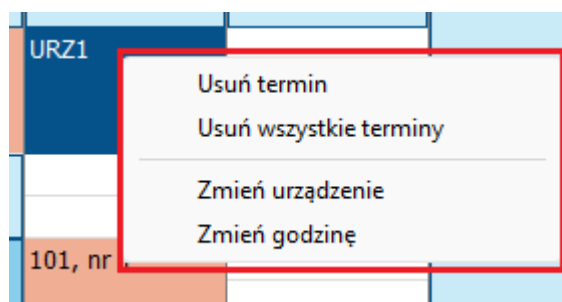 URZ1
Usuń termin
Usuń wszystkie terminy
Zmień urządzenie
Zmień godzinę
101, nr